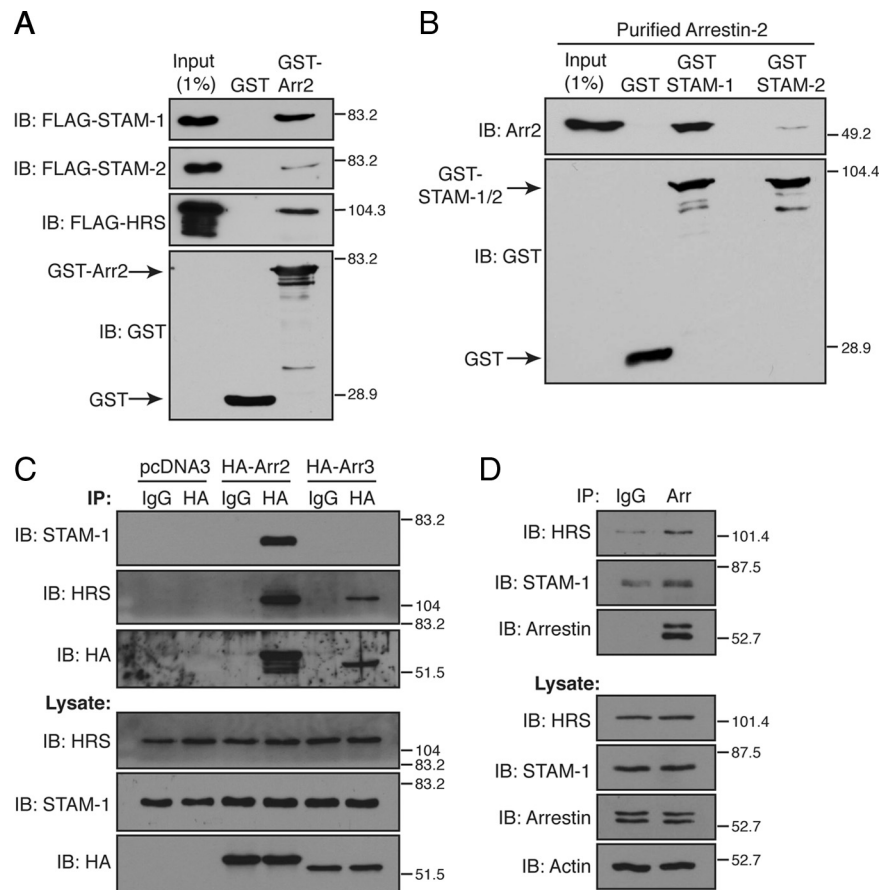 A
Input
(1%)
GST
GST-
Arr2
IB: FLAG-STAM-1
83.2
IB: FLAG-STAM-2
83.2
IB: FLAG-HRS
104.3
83.2
GST-Arr2
IB: GST
GST
28.9
B
Purified Arrestin-2
Input
(1%)
GST
GST
STAM-1
GST
STAM-2
IB: Arr2
49.2
104.4
GST-
STAM-1/2
IB: GST
GST
28.9
C
pcDNA3 HA-Arr2 HA-Arr3
IP: IgG HA IgG HA IgG HA
IB: STAM-1
83.2
IB: HRS
104
83.2
IB: HA
51.5
Lysate:
IB: HRS
104
83.2
83.2
IB: STAM-1
IB: HA
51.5
D
IP: IgG Arr
IB: HRS
101.4
87.5
IB: STAM-1
IB: Arrestin
52.7
Lysate:
IB: HRS
101.4
87.5
IB: STAM-1
IB: Arrestin
52.7
52.7
IB: Actin